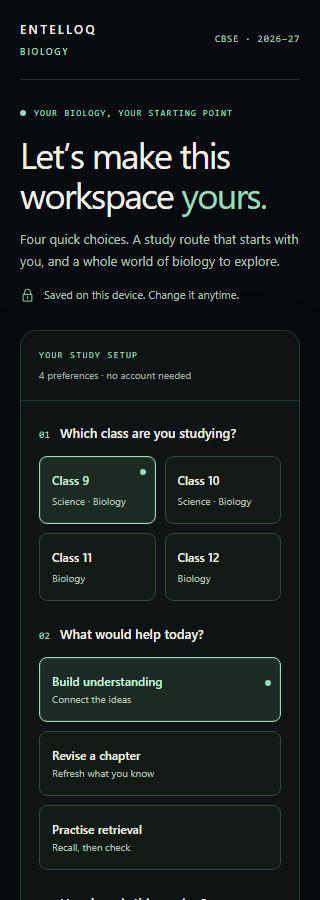 ENTELLOQ
BIOLOGY
CBSE · 2026–27
YOUR BIOLOGY, YOUR STARTING POINT
Let’s make this
workspace yours.
Four quick choices. A study route that starts with
you, and a whole world of biology to explore.
Saved on this device. Change it anytime.
YOUR STUDY SETUP
4 preferences · no account needed
01 Which class are you studying?
Class 9
Science · Biology
Class 10
Science · Biology
Class 11
Biology
Class 12
Biology
02 What would help today?
Build understanding
Connect the ideas
Revise a chapter
Refresh what you know
Practise retrieval
Recall, then check